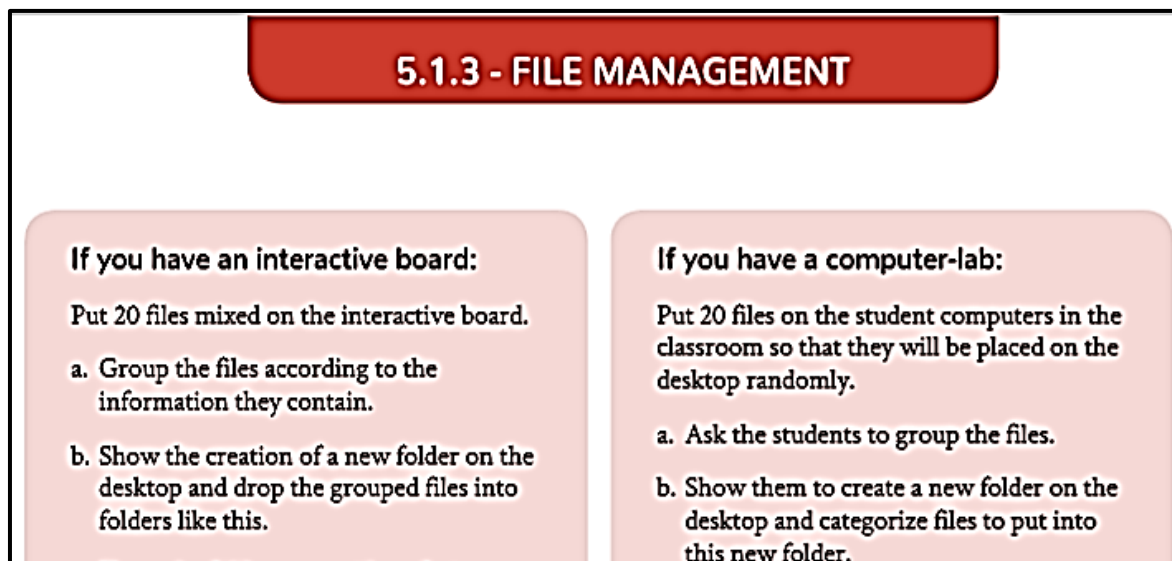 5.1.3 - FILE MANAGEMENT
If you have an interactive board:
Put 20 files mixed on the interactive board.
a. Group the files according to the
information they contain.
b. Show the creation of a new folder on the
desktop and drop the grouped files into
folders like this.
If you have a computer-lab:
Put 20 files on the student computers in the
classroom so that they will be placed on the
desktop randomly.
a. Ask the students to group the files.
b. Show them to create a new folder on the
desktop and categorize files to put into
this new folder.